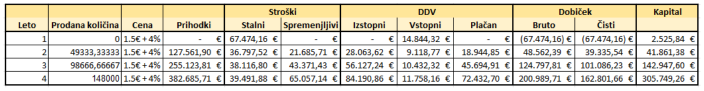 Stroški DDV Dobiček Kapital
Leto Prodana količina Cena Prihodki Stalni Spremenljivi Izstopni Vstopni Plačan Bruto Čisti
1 0 1.5€ + 4% - € 67.474,16 € - € - € 14.844,32 € - € (67.474,16) € (67.474,16) € 2.525,84 €
2 49333,33333 1.5€ + 4% 127.561,90 € 36.797,52 € 21.685,71 € 28.063,62 € 9.118,77 € 18.944,85 € 48.562,39 € 39.335,54 € 41.861,38 €
3 98666,66667 1.5€ + 4% 255.123,81 € 38.116,80 € 43.371,43 € 56.127,24 € 10.432,32 € 45.694,91 € 124.797,81 € 101.086,23 € 142.947,60 €
4 148000 1.5€ + 4% 382.685,71 € 39.491,88 € 65.057,14 € 84.190,86 € 11.758,16 € 72.432,70 € 200.989,71 € 162.801,66 € 305.749,26 €